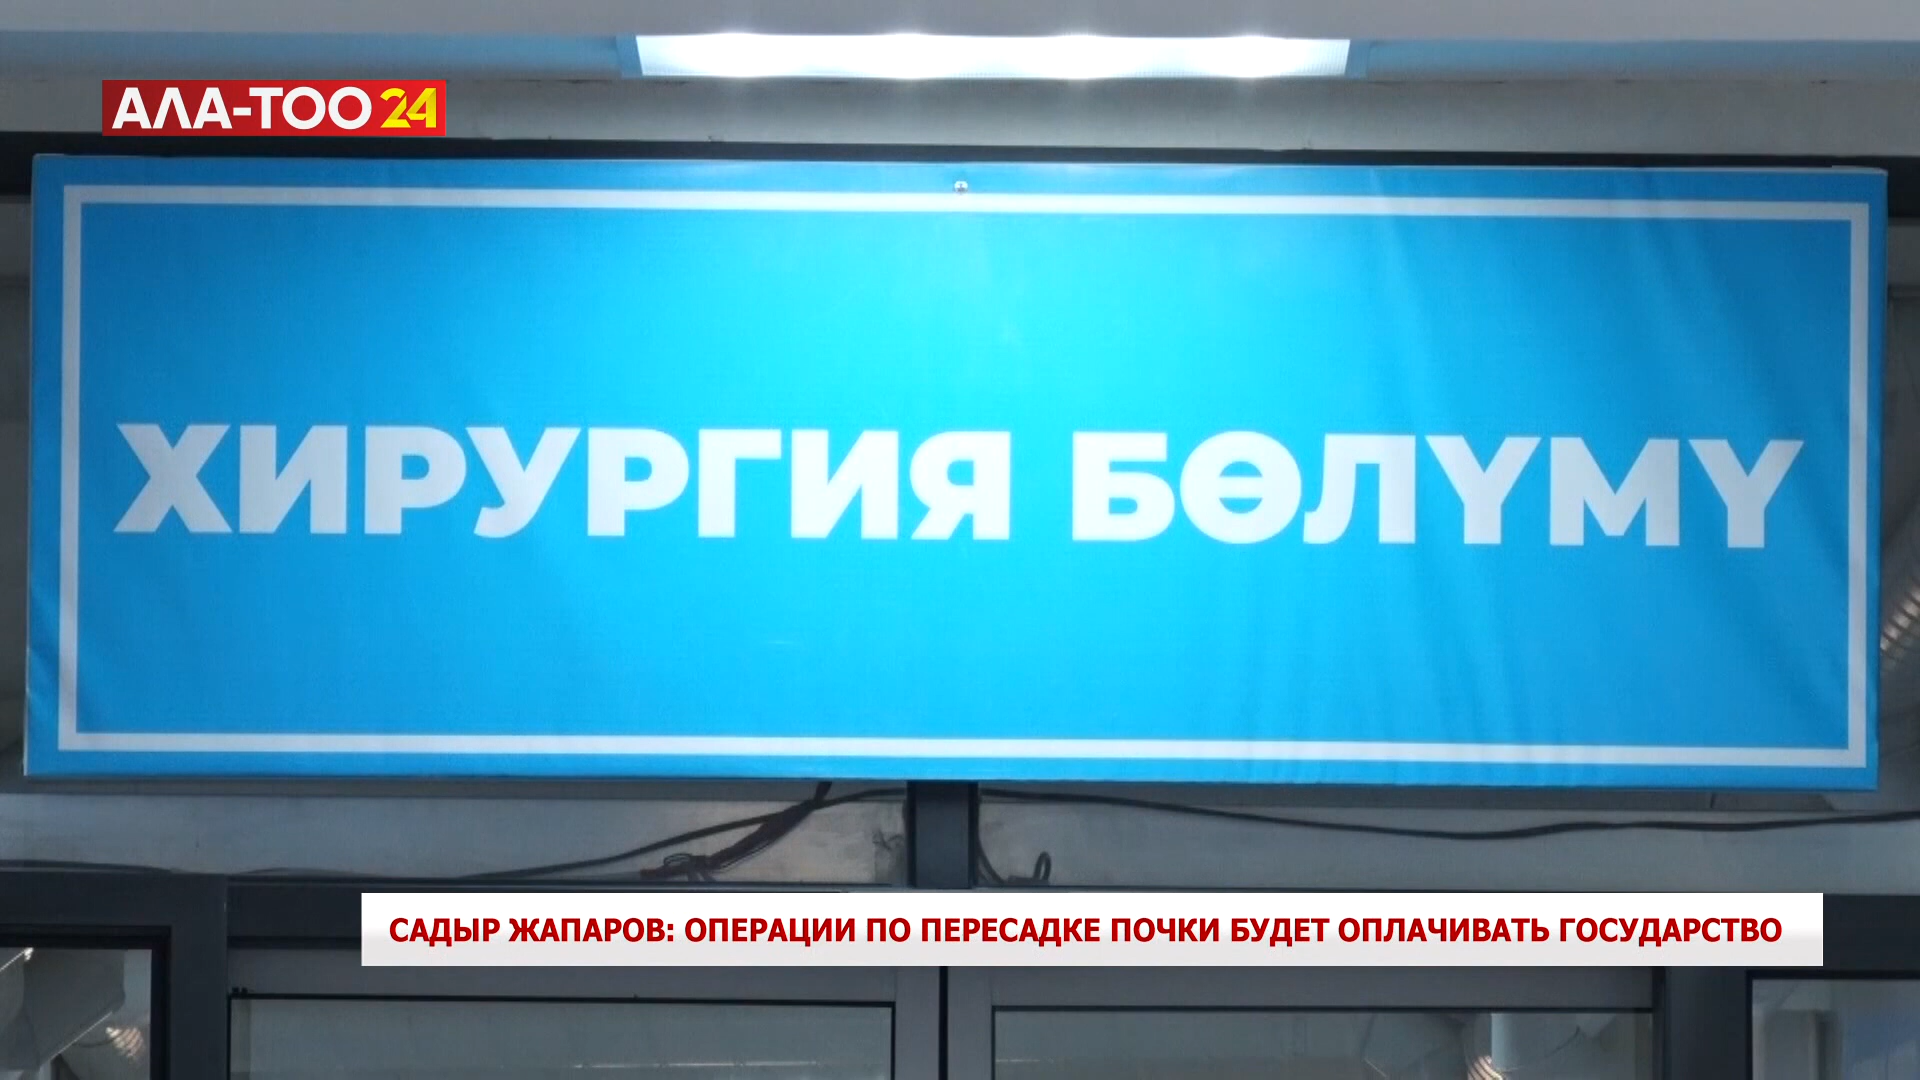 АЛА-ТОО 24
ХИРУРГИЯ БӨЛҮМҮ
САДЫР ЖАПАРОВ: ОПЕРАЦИИ ПО ПЕРЕСАДКЕ ПОЧКИ БУДЕТ ОПЛАЧИВАТЬ ГОСУДАРСТВО